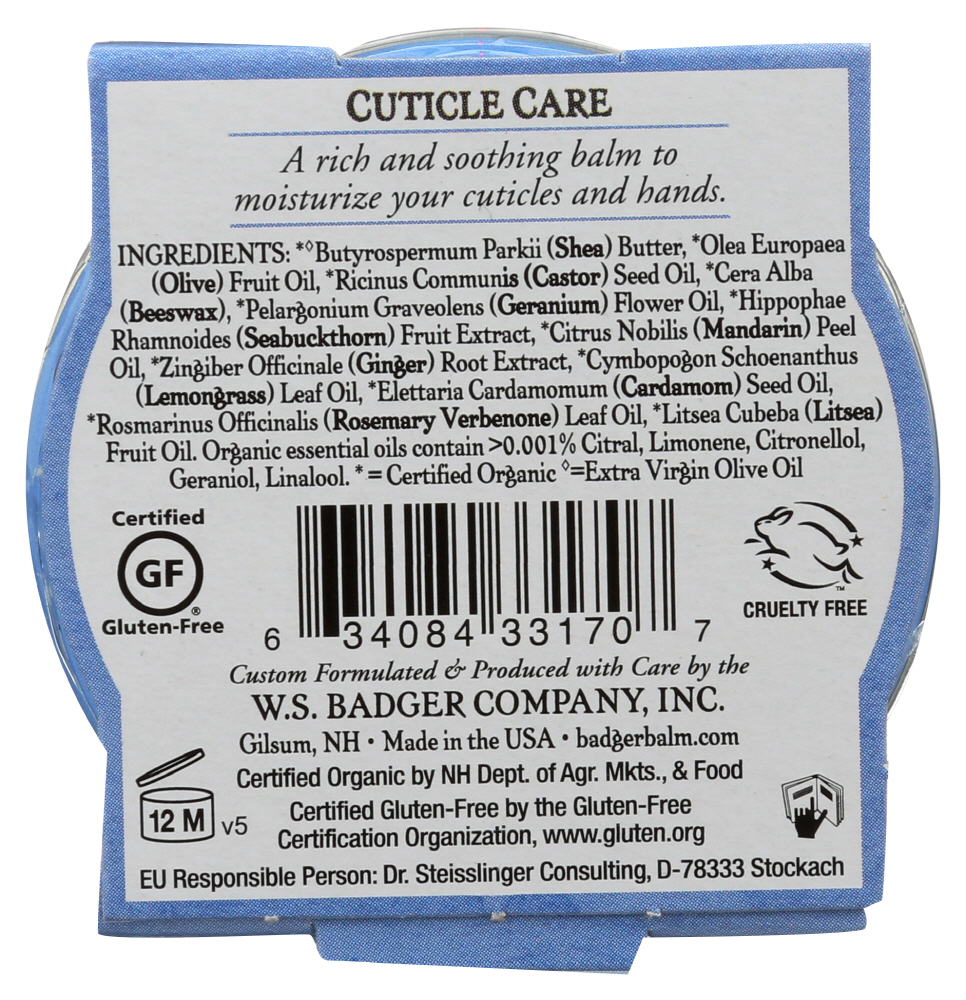 CUTICLE CARE
A rich and soothing balm to
moisturize your cuticles and hands.
INGREDIENTS: *◊Butyrospermum Parkii (Shea) Butter, *Olea Europaea
(Olive) Fruit Oil, *Ricinus Communis (Castor) Seed Oil, *Cera Alba
(Beeswax), *Pelargonium Graveolens (Geranium) Flower Oil, *Hippophae
Rhamnoides (Seabuckthorn) Fruit Extract, *Citrus Nobilis (Mandarin) Peel
Oil, *Zingiber Officinale (Ginger) Root Extract, *Cymbopogon Schoenanthus
(Lemongrass) Leaf Oil, *Elettaria Cardamomum (Cardamom) Seed Oil,
*Rosmarinus Officinalis (Rosemary Verbenone) Leaf Oil, *Litsea Cubeba (Litsea)
Fruit Oil. Organic essential oils contain >0.001% Citral, Limonene, Citronellol,
Geraniol, Linalool. * = Certified Organic ◊=Extra Virgin Olive Oil
Certified
GF
®
Gluten-Free
6 34084 33170 7
TM
CRUELTY FREE
Custom Formulated & Produced with Care by the
W.S. BADGER COMPANY, INC.
Gilsum, NH • Made in the USA • badgerbalm.com
Certified Organic by NH Dept. of Agr. Mkts., & Food
12 M v5
Certified Gluten-Free by the Gluten-Free
Certification Organization, www.gluten.org
EU Responsible Person: Dr. Steisslinger Consulting, D-78333 Stockach